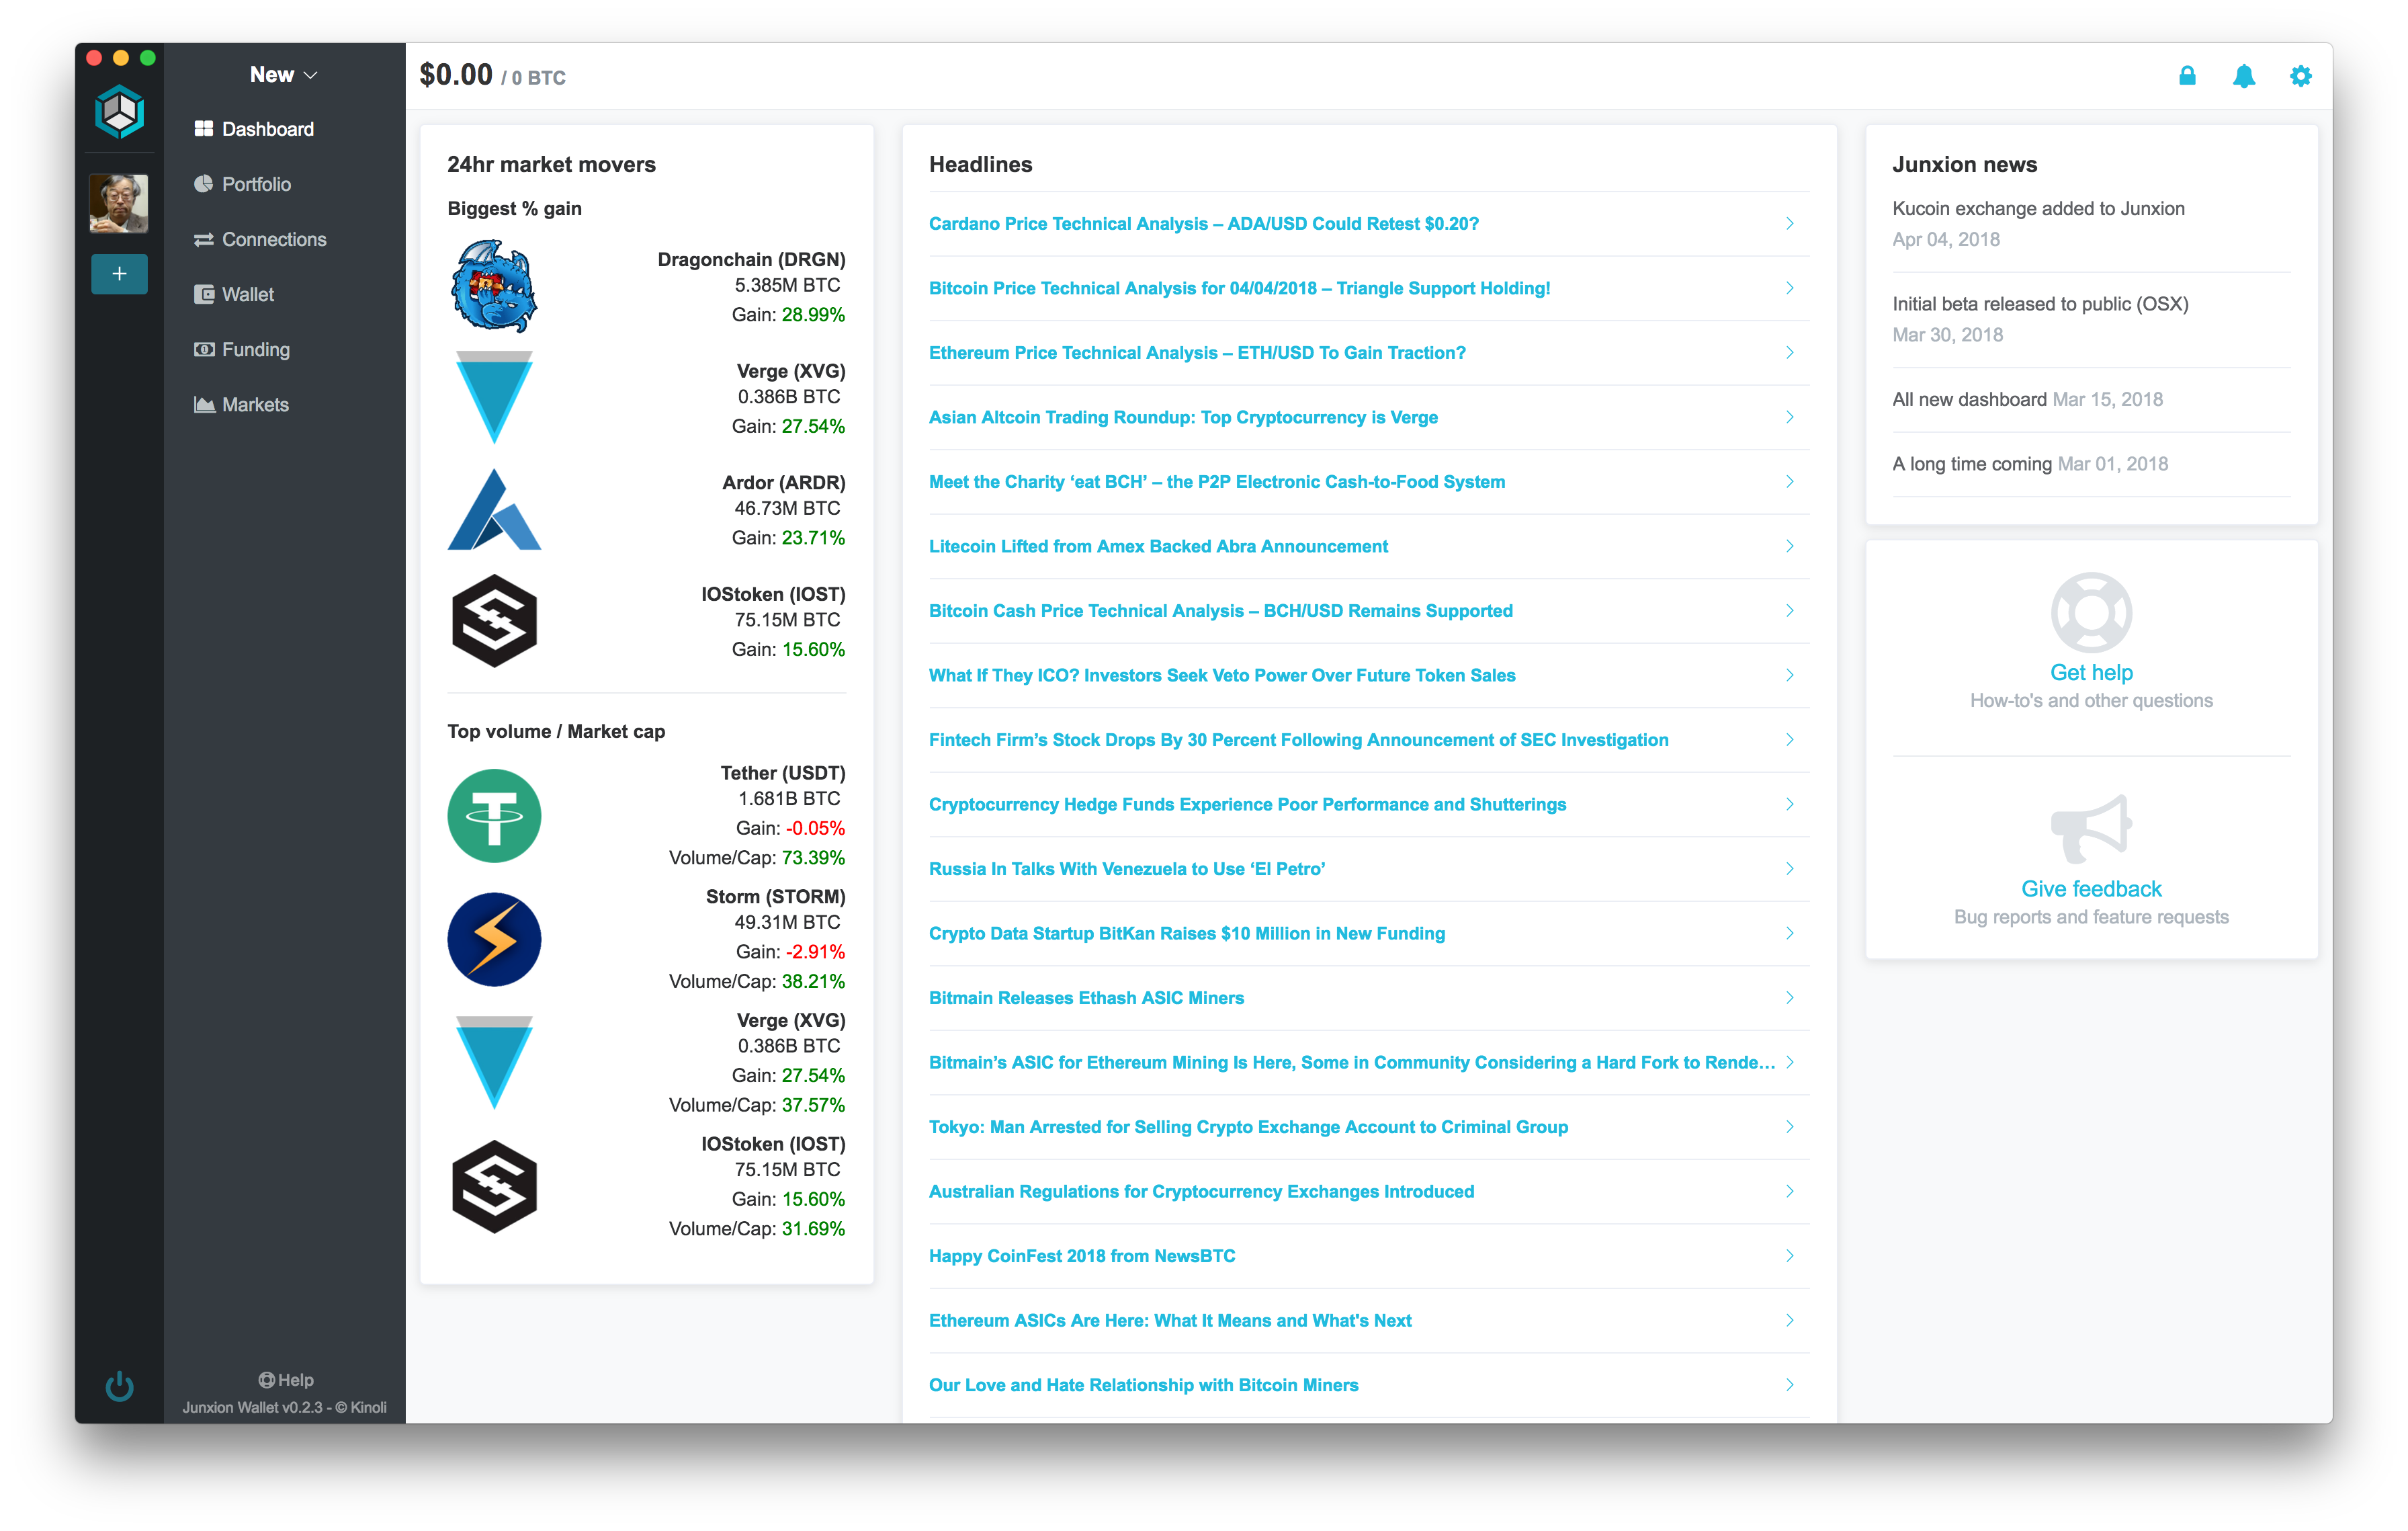 New
Dashboard
Portfolio
Connections
Wallet
Funding
Markets
Help
Junxion Wallet v0.2.3 - © Kinoli
$0.00 / 0 BTC
24hr market movers
Biggest % gain
Dragonchain (DRGN)
5.385M BTC
Gain: 28.99%
Verge (XVG)
0.386B BTC
Gain: 27.54%
Ardor (ARDR)
46.73M BTC
Gain: 23.71%
IOStoken (IOST)
75.15M BTC
Gain: 15.60%
Top volume / Market cap
Tether (USDT)
1.681B BTC
Gain: -0.05%
Volume/Cap: 73.39%
Storm (STORM)
49.31M BTC
Gain: -2.91%
Volume/Cap: 38.21%
Verge (XVG)
0.386B BTC
Gain: 27.54%
Volume/Cap: 37.57%
IOStoken (IOST)
75.15M BTC
Gain: 15.60%
Volume/Cap: 31.69%
Headlines
Cardano Price Technical Analysis – ADA/USD Could Retest $0.20?
Bitcoin Price Technical Analysis for 04/04/2018 – Triangle Support Holding!
Ethereum Price Technical Analysis – ETH/USD To Gain Traction?
Asian Altcoin Trading Roundup: Top Cryptocurrency is Verge
Meet the Charity ‘eat BCH’ – the P2P Electronic Cash-to-Food System
Litecoin Lifted from Amex Backed Abra Announcement
Bitcoin Cash Price Technical Analysis – BCH/USD Remains Supported
What If They ICO? Investors Seek Veto Power Over Future Token Sales
Fintech Firm’s Stock Drops By 30 Percent Following Announcement of SEC Investigation
Cryptocurrency Hedge Funds Experience Poor Performance and Shutterings
Russia In Talks With Venezuela to Use ‘El Petro’
Crypto Data Startup BitKan Raises $10 Million in New Funding
Bitmain Releases Ethash ASIC Miners
Bitmain’s ASIC for Ethereum Mining Is Here, Some in Community Considering a Hard Fork to Rende...
Tokyo: Man Arrested for Selling Crypto Exchange Account to Criminal Group
Australian Regulations for Cryptocurrency Exchanges Introduced
Happy CoinFest 2018 from NewsBTC
Ethereum ASICs Are Here: What It Means and What's Next
Our Love and Hate Relationship with Bitcoin Miners
Junxion news
Kucoin exchange added to Junxion
Apr 04, 2018
Initial beta released to public (OSX)
Mar 30, 2018
All new dashboard Mar 15, 2018
A long time coming Mar 01, 2018
Get help
How-to's and other questions
Give feedback
Bug reports and feature requests